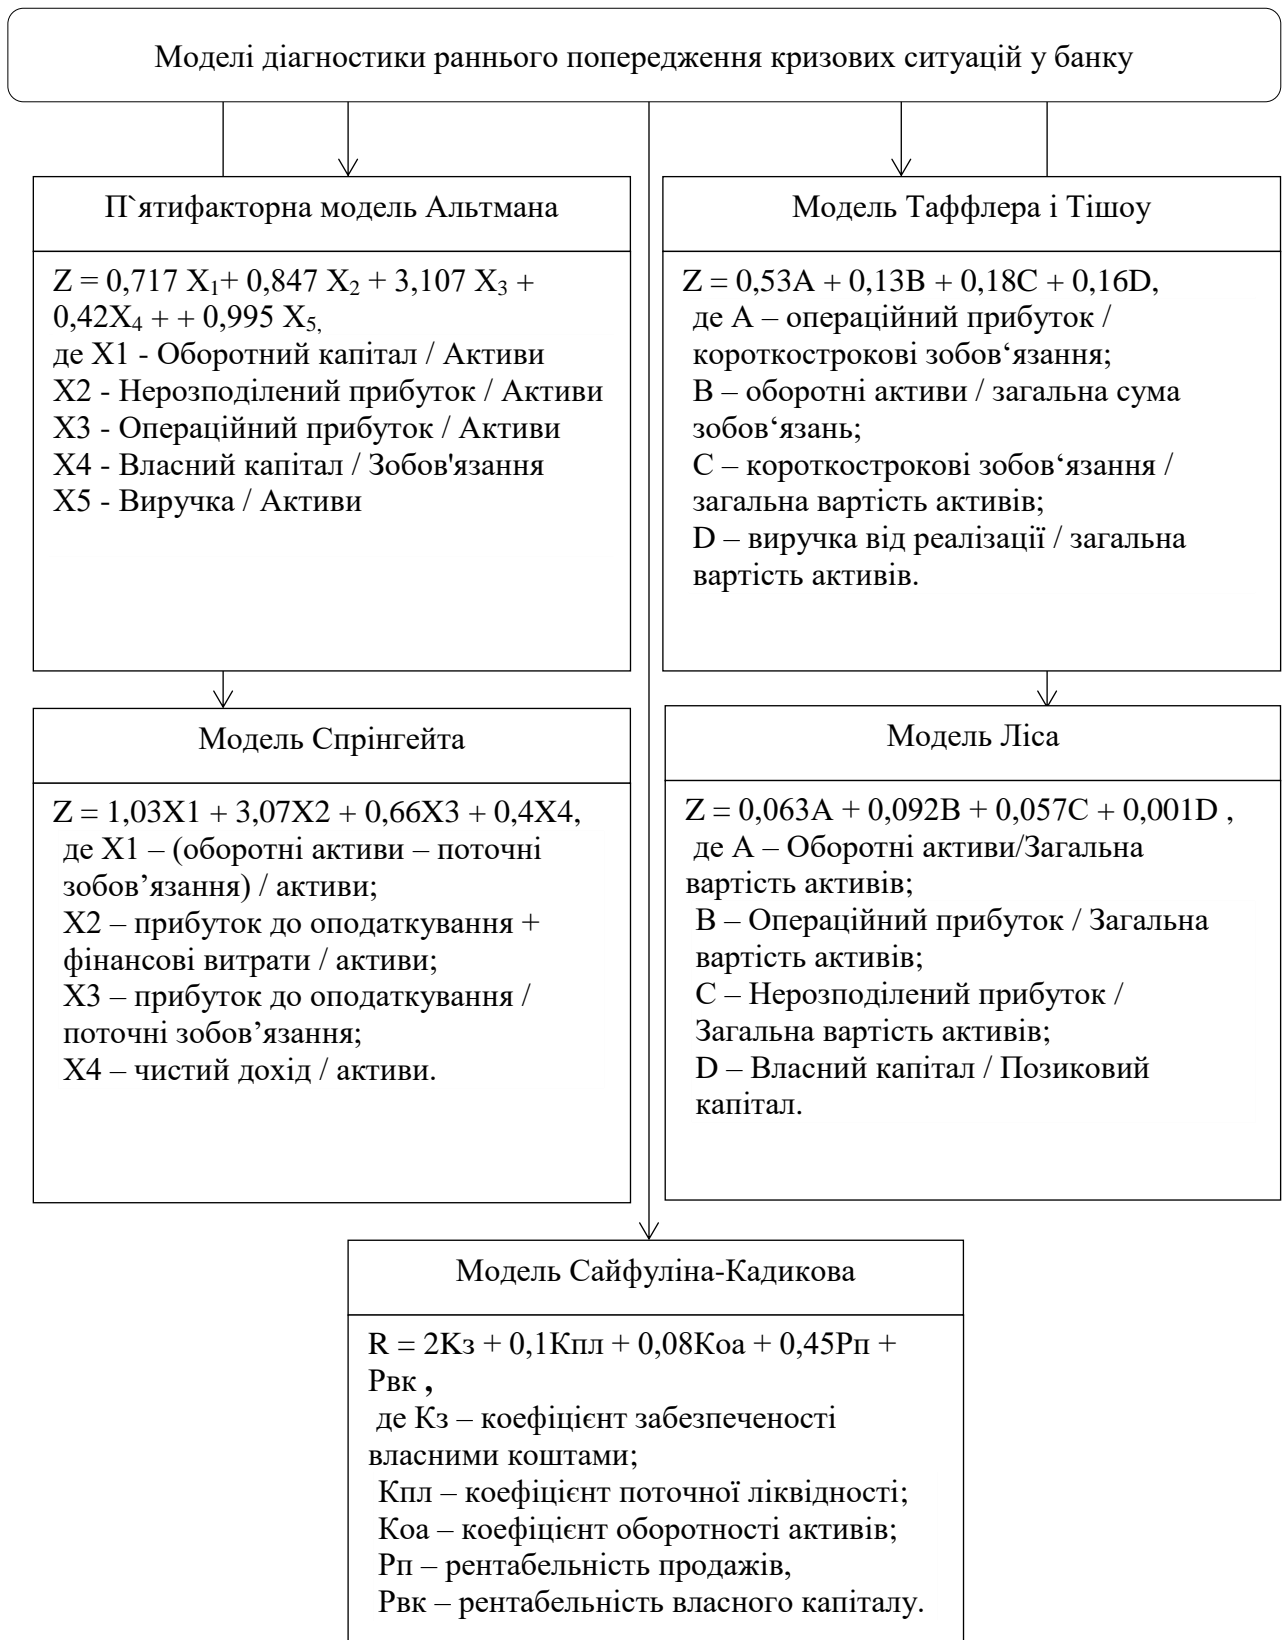 Моделі діагностики раннього попередження кризових ситуацій у банку
П`ятифакторна модель Альтмана
Z = 0,717 X₁+ 0,847 X₂ + 3,107 X₃ +
0,42X₄ + + 0,995 X₅,
де X1 - Оборотний капітал / Активи
X2 - Нерозподілений прибуток / Активи
X3 - Операційний прибуток / Активи
X4 - Власний капітал / Зобов'язання
X5 - Виручка / Активи
Модель Таффлера і Тішоу
Z = 0,53A + 0,13B + 0,18C + 0,16D,
де A – операційний прибуток /
короткострокові зобов‘язання;
B – оборотні активи / загальна сума
зобов‘язань;
C – короткострокові зобов‘язання /
загальна вартість активів;
D – виручка від реалізації / загальна
вартість активів.
Модель Спрінгейта
Z = 1,03X1 + 3,07X2 + 0,66X3 + 0,4X4,
де X1 – (оборотні активи – поточні
зобов’язання) / активи;
X2 – прибуток до оподаткування +
фінансові витрати / активи;
X3 – прибуток до оподаткування /
поточні зобов’язання;
X4 – чистий дохід / активи.
Модель Ліса
Z = 0,063A + 0,092B + 0,057C + 0,001D ,
де A – Оборотні активи/Загальна
вартість активів;
B – Операційний прибуток / Загальна
вартість активів;
C – Нерозподілений прибуток /
Загальна вартість активів;
D – Власний капітал / Позиковий
капітал.
Модель Сайфуліна-Кадикова
R = 2Кз + 0,1Кпл + 0,08Коа + 0,45Рп +
Рвк ,
де Кз – коефіцієнт забезпеченості
власними коштами;
Кпл – коефіцієнт поточної ліквідності;
Коа – коефіцієнт оборотності активів;
Рп – рентабельність продажів,
Рвк – рентабельність власного капіталу.